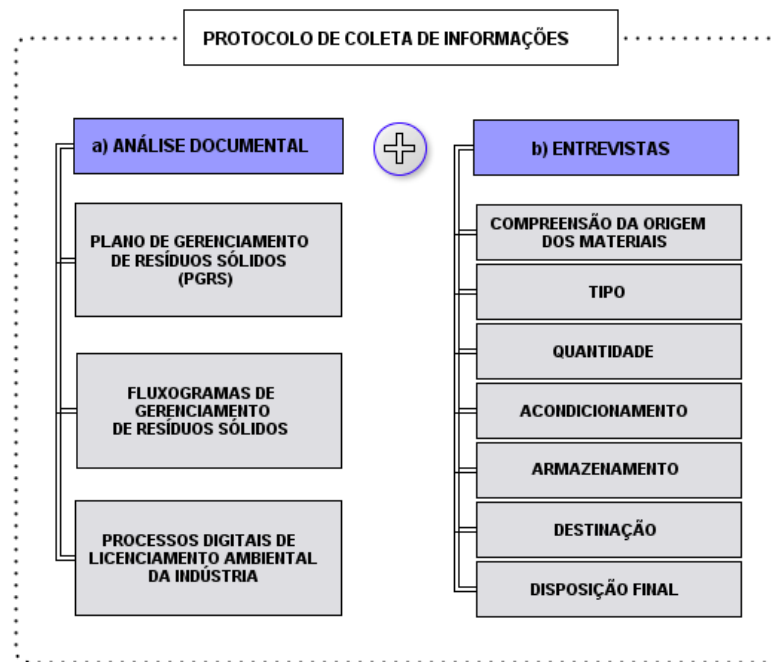 PROTOCOLO DE COLETA DE INFORMAÇÕES
a) ANÁLISE DOCUMENTAL
PLANO DE GERENCIAMENTO
DE RESÍDUOS SÓLIDOS
(PGRS)
FLUXOGRAMAS DE
GERENCIAMENTO
DE RESÍDUOS SÓLIDOS
PROCESSOS DIGITAIS DE
LICENCIAMENTO AMBIENTAL
DA INDÚSTRIA
b) ENTREVISTAS
COMPREENSÃO DA ORIGEM
DOS MATERIAIS
TIPO
QUANTIDADE
ACONDICIONAMENTO
ARMAZENAMENTO
DESTINAÇÃO
DISPOSIÇÃO FINAL